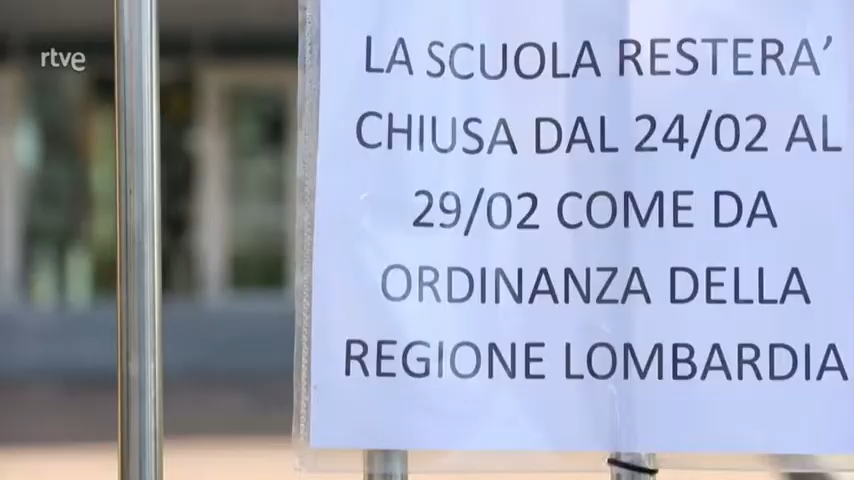 rtve
LA SCUOLA RESTERA’
CHIUSA DAL 24/02 AL
29/02 COME DA
ORDINANZA DELLA
REGIONE LOMBARDIA